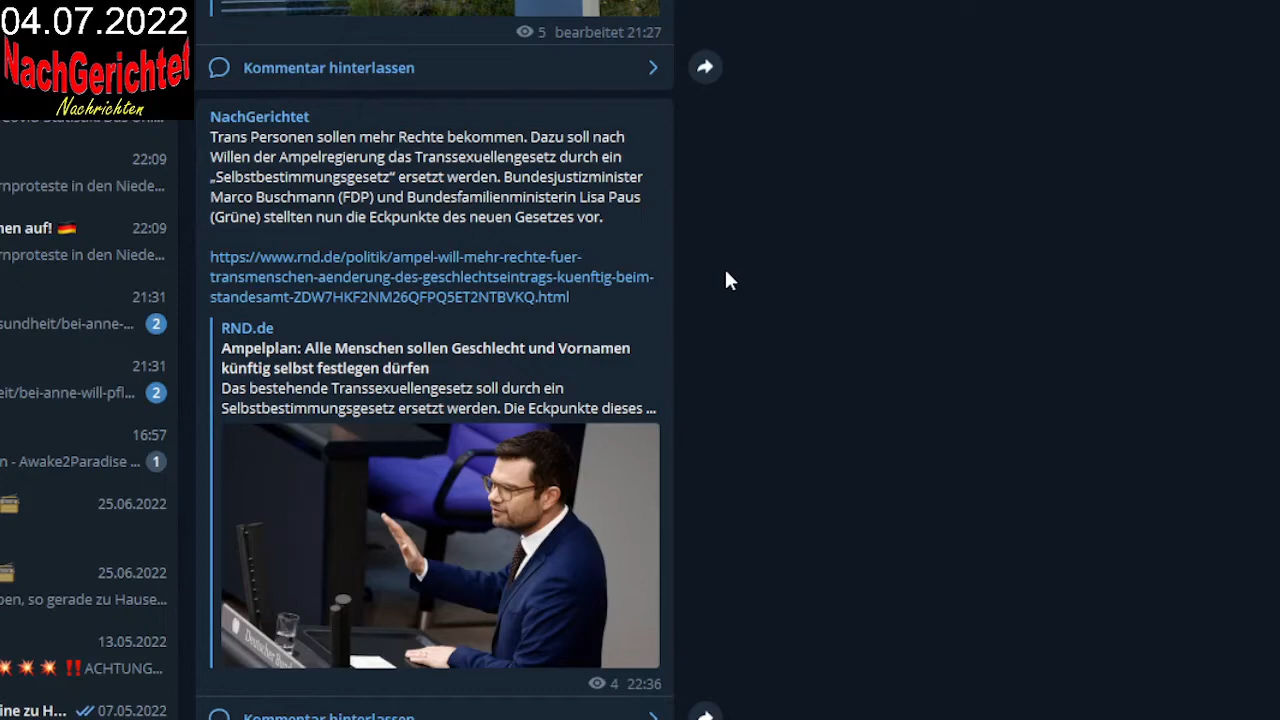 04.07.2022
NachGerichtet
Nachrichten
22:09
rnproteste in den Niede...
nen auf!
22:09
rnproteste in den Niede...
21:31
sundheit/bei-anne-...
2
21:31
eit/bei-anne-will-pfl...
2
16:57
n - Awake2Paradise ...
1
25.06.2022
25.06.2022
ben, so gerade zu Hause...
13.05.2022
ACHTUNG...
ine zu H...
07.05.2022
5 bearbeitet 21:27
Kommentar hinterlassen
NachGerichtet
Trans Personen sollen mehr Rechte bekommen. Dazu soll nach
Willen der Ampelregierung das Transsexuellengesetz durch ein
„Selbstbestimmungsgesetz“ ersetzt werden. Bundesjustizminister
Marco Buschmann (FDP) und Bundesfamilienministerin Lisa Paus
(Grüne) stellten nun die Eckpunkte des neuen Gesetzes vor.
https://www.rnd.de/politik/ampel-will-mehr-rechte-fuer-
transmenschen-aenderung-des-geschlechtseintrags-kuenftig-beim-
standesamt-ZDW7HKF2NM26QFPQ5ET2NTBVKQ.html
RND.de
Ampelplan: Alle Menschen sollen Geschlecht und Vornamen
künftig selbst festlegen dürfen
Das bestehende Transsexuellengesetz soll durch ein
Selbstbestimmungsgesetz ersetzt werden. Die Eckpunkte dieses ...
Deutscher
4 22:36
Kommentar hinterlassen